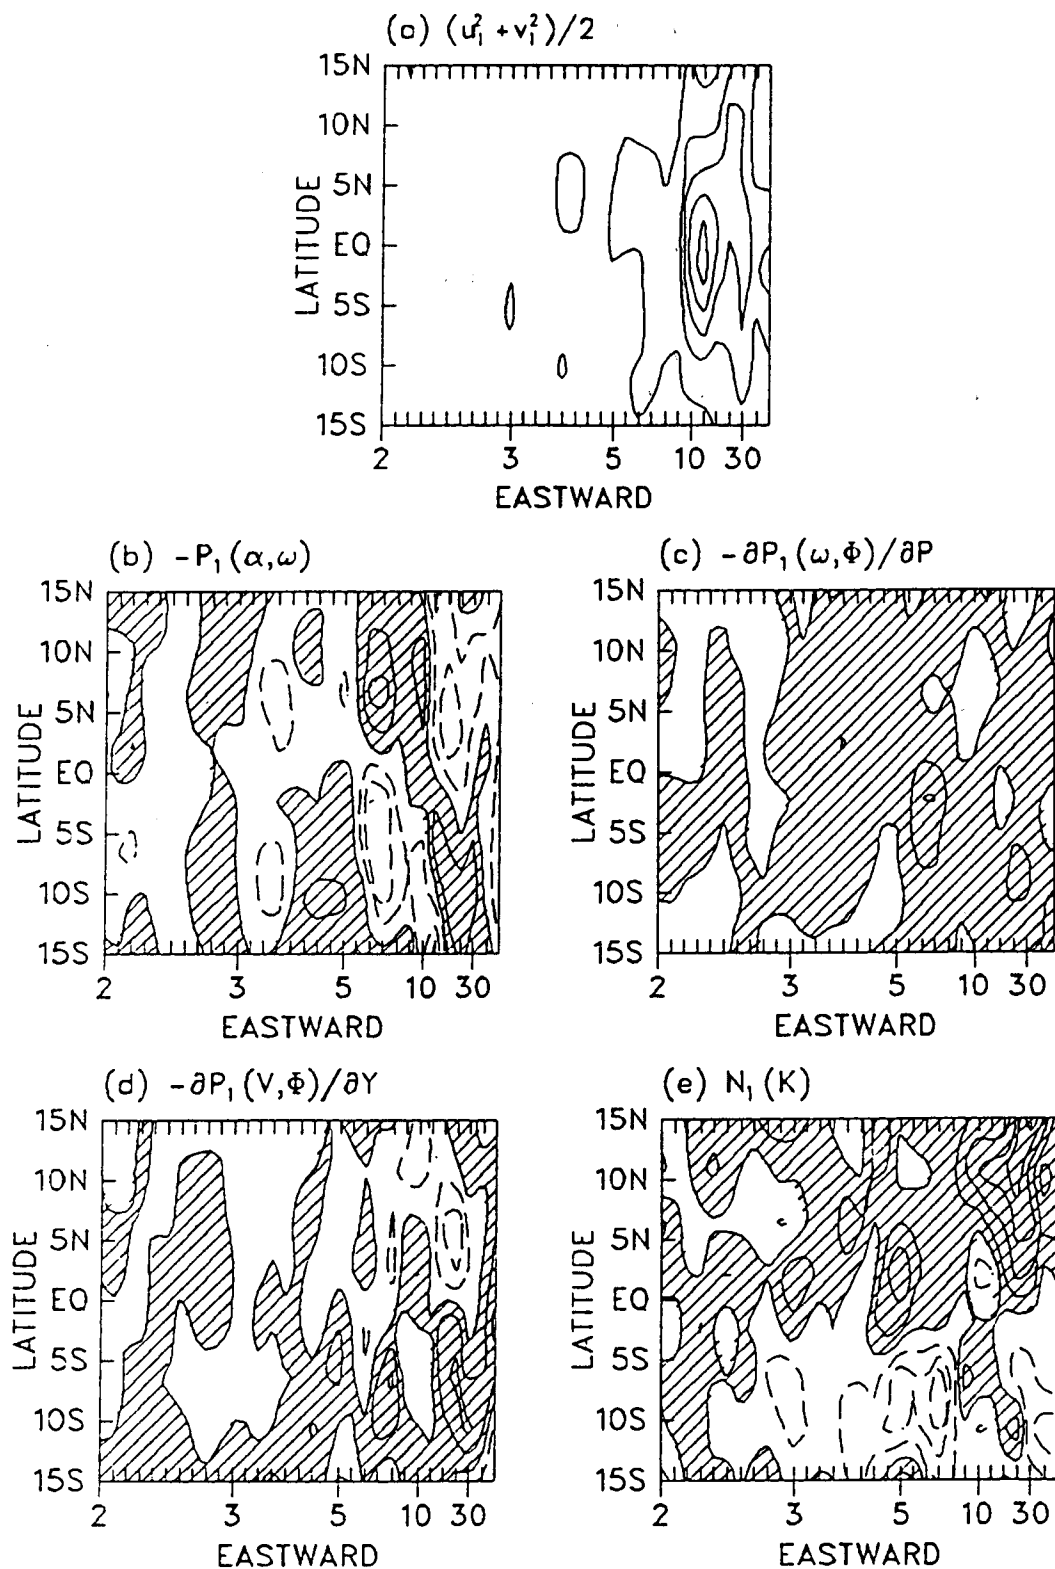 (a) (u₁² + v₁²)/2
15N
10N
5N
EQ
5S
10S
15S
LATITUDE
2 3 5 10 30
EASTWARD
(b) -P₁(α,ω)
15N
10N
5N
EQ
5S
10S
15S
LATITUDE
2 3 5 10 30
EASTWARD
(c) -∂P₁(ω,Φ)/∂P
15N
10N
5N
EQ
5S
10S
15S
LATITUDE
2 3 5 10 30
EASTWARD
(d) -∂P₁(V,Φ)/∂Y
15N
10N
5N
EQ
5S
10S
15S
LATITUDE
2 3 5 10 30
EASTWARD
(e) N₁(K)
15N
10N
5N
EQ
5S
10S
15S
LATITUDE
2 3 5 10 30
EASTWARD